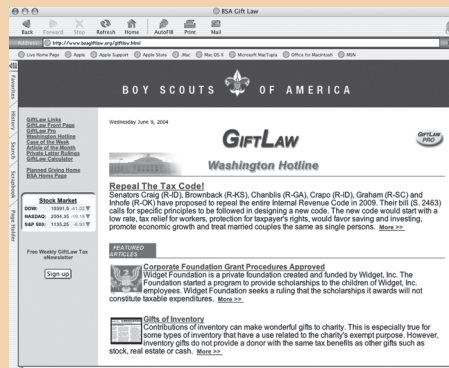 BSA Gift Law
Back Forward Stop Refresh Home AutoFill Print Mail
Address http://www.bsagiftlaw.org/giftlaw.html
Live Home Page Apple Apple Support Apple Store .Mac Mac OS X Microsoft MacTopia Office for Macintosh MSN
Favorites
History
Search
Scrapbook
Page Holder
BOY SCOUTS OF AMERICA
GiftLaw Links
GiftLaw Front Page
GiftLaw Pro
Washington Hotline
Case of the Week
Article of the Month
Private Letter Rulings
GiftLaw Calculator
Planned Giving Home
BSA Home Page
Stock Market
DOW: 10391.5 -41.02
NASDAQ: 2004.35 -19.18
S&P 500: 1135.25 -6.93
Free Weekly GiftLaw Tax
eNewsletter
Sign up
Wednesday June 9, 2004
GIFTLAW
GIFTLAW
PRO
Washington Hotline
Repeal The Tax Code!
Senators Craig (R-ID), Brownback (R-KS), Chanblis (R-GA), Crapo (R-ID), Graham (R-SC) and
Inhofe (R-OK) have proposed to repeal the entire Internal Revenue Code in 2009. Their bill (S. 2463)
calls for specific principles to be followed in designing a new code. The new code would start with a
low rate, tax relief for workers, protection for taxpayer's rights, would favor saving and investing,
promote economic growth and treat married couples the same as single persons. More >>
FEATURED
ARTICLES
Corporate Foundation Grant Procedures Approved
Widget Foundation is a private foundation created and funded by Widget, Inc. The
Foundation started a program to provide scholarships to the children of Widget, Inc.
employees. Widget Foundation seeks a ruling that the scholarships it awards will not
constitute taxable expenditures. More >>
Gifts of Inventory
Contributions of inventory can make wonderful gifts to charity. This is especially true for
some types of inventory that have a use related to the charity's exempt purpose. However,
inventory gifts do not provide a donor with the same tax benefits as other gifts such as
stock, real estate or cash. More >>